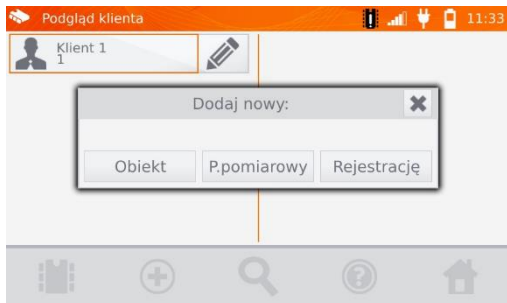 Podgląd klienta
11:33
Klient 1
1
Dodaj nowy:
Obiekt
P.pomiarowy
Rejestrację